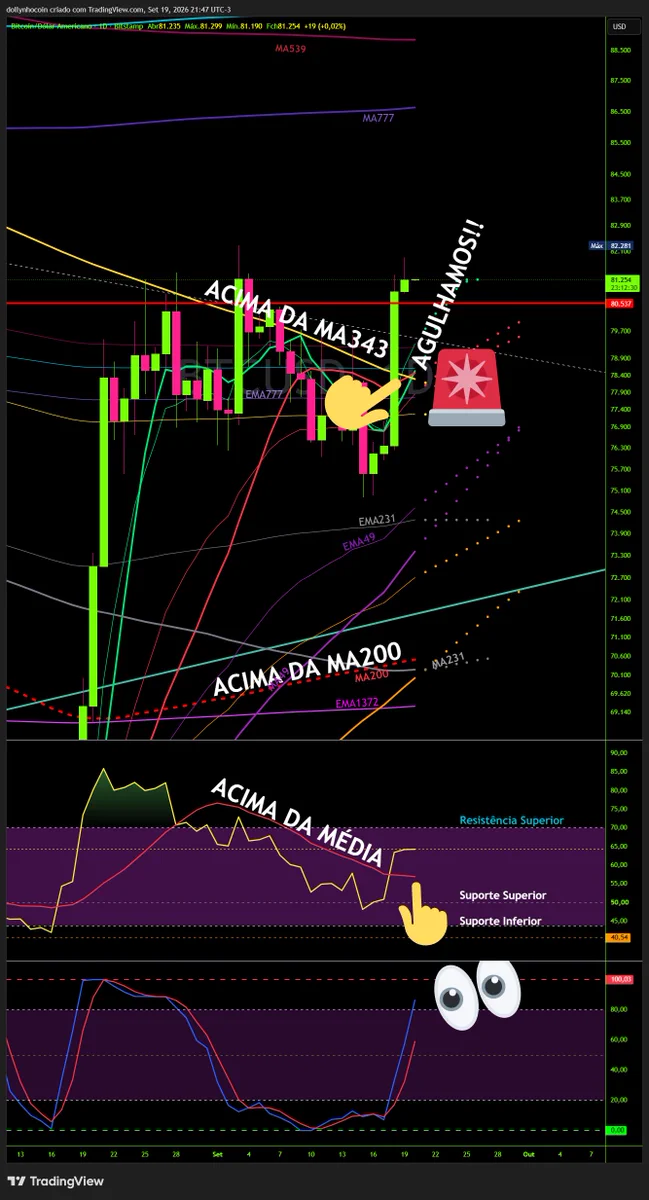 dollynhocoin criado com TradingView.com, Set 19, 2026 21:47 UTC-3
Bitcoin/Dólar Americano · 1D · BitStamp Abr81.235 Máx.81.299 Mín.81.190 Fch81.254 +19 (+0,02%)
USD
88.500
MA539
87.500
86.500
MA777
85.500
84.500
83.700
82.900
Máx 82.281
82.100
AGULHAMOS!!
81.254
23:12:30
80.537
ACIMA DA MA343
79.700
78.900
78.400
77.900
EMA777
77.400
76.900
76.300
75.700
75.100
74.500
EMA231
73.900
EMA49
73.300
72.700
72.100
71.600
71.100
70.600
ACIMA DA MA200
MA231
MA200
70.100
69.620
EMA1372
69.140
90,00
85,00
ACIMA DA MÉDIA
80,00
75,00
Resistência Superior
70,00
65,00
60,00
55,00
Suporte Superior
50,00
Suporte Inferior
45,00
40,54
100,00
80,00
60,00
40,00
20,00
0,00
13 16 19 22 25 28 Set 4 7 10 13 16 19 22 25 28 Out 4 7
TradingView